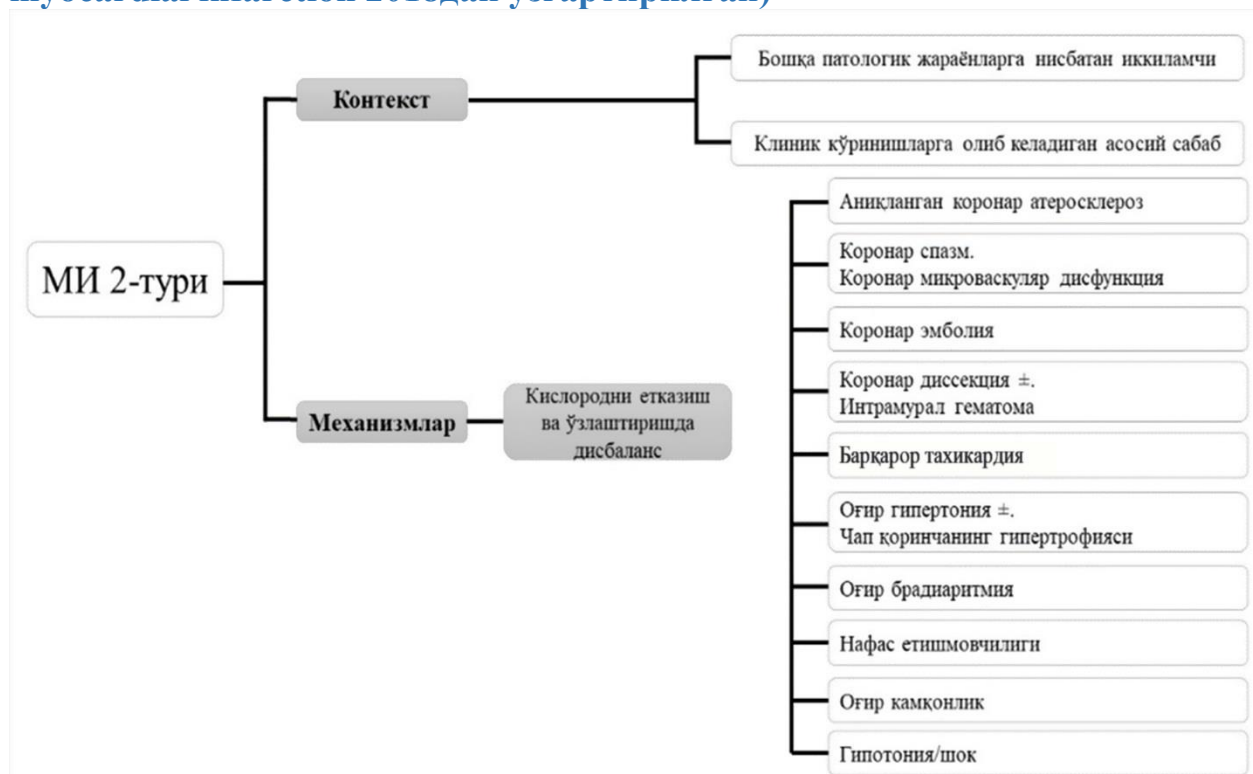 МИ 2-тури
Контекст
Бошқа патологик жараёнларга нисбатан иккиламчи
Клиник кўринишларга олиб келадиган асосий сабаб
Механизмлар
Кислородни етказиш
ва ўзлаштиришда
дисбаланс
Аниқланган коронар атеросклероз
Коронар спазм.
Коронар микроваскуляр дисфункция
Коронар эмболия
Коронар диссекция ±.
Интрамурал гематома
Барқарор тахикардия
Оғир гипертония ±.
Чап қоринчанинг гипертрофияси
Оғир брадиаритмия
Нафас етишмовчилиги
Оғир камқонлик
Гипотония/шок